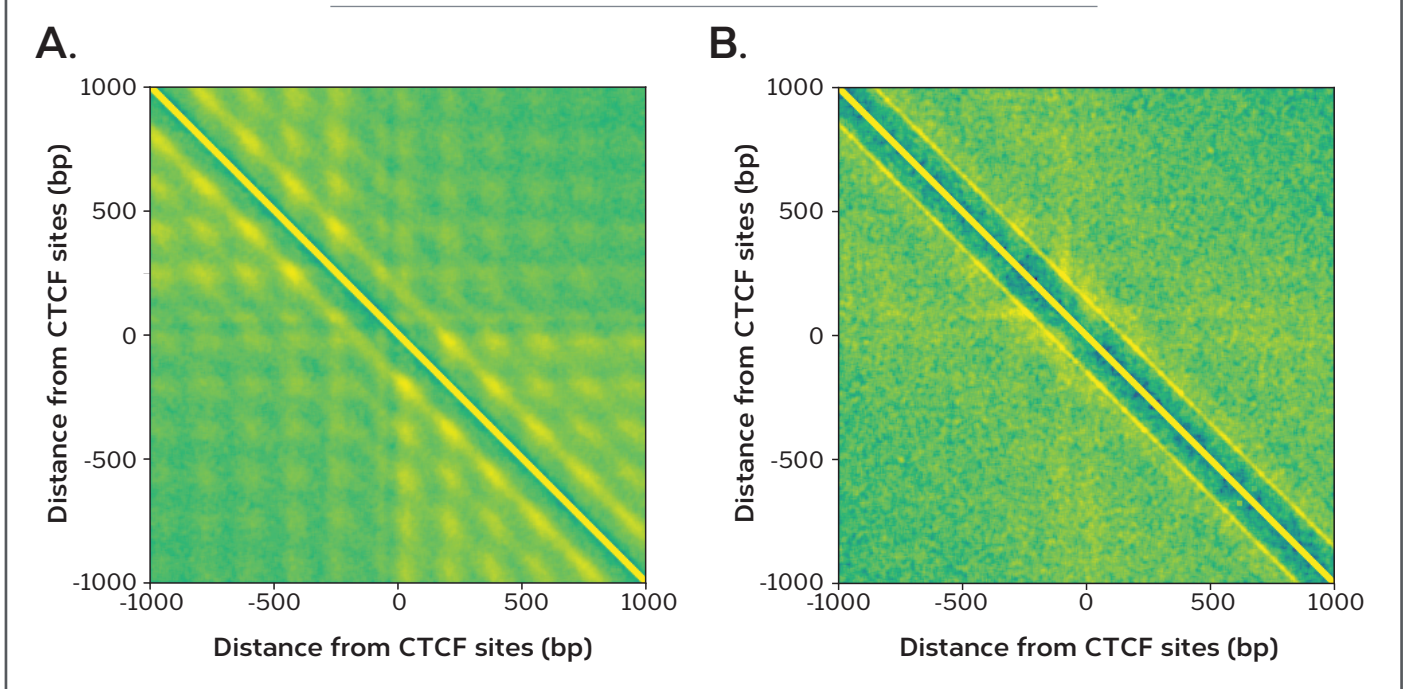 A.
B.
1000
500
0
-500
-1000
-1000 -500 0 500 1000
Distance from CTCF sites (bp)
Distance from CTCF sites (bp)
1000
500
0
-500
-1000
-1000 -500 0 500 1000
Distance from CTCF sites (bp)
Distance from CTCF sites (bp)